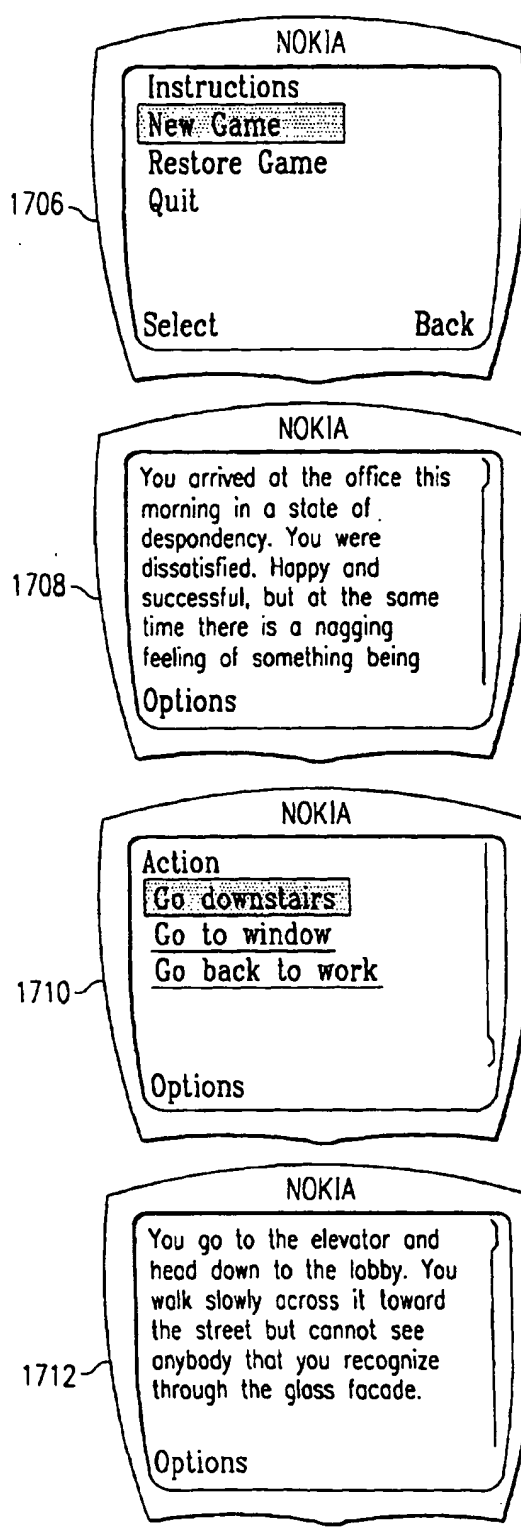 NOKIA
Instructions
New Game
Restore Game
Quit
1706
Select Back
NOKIA
You arrived at the office this
morning in a state of
despondency. You were
dissatisfied. Happy and
successful, but at the same
time there is a nagging
feeling of something being
1708
Options
NOKIA
Action
Go downstairs
Go to window
Go back to work
1710
Options
NOKIA
You go to the elevator and
head down to the lobby. You
walk slowly across it toward
the street but cannot see
anybody that you recognize
through the glass facade.
1712
Options